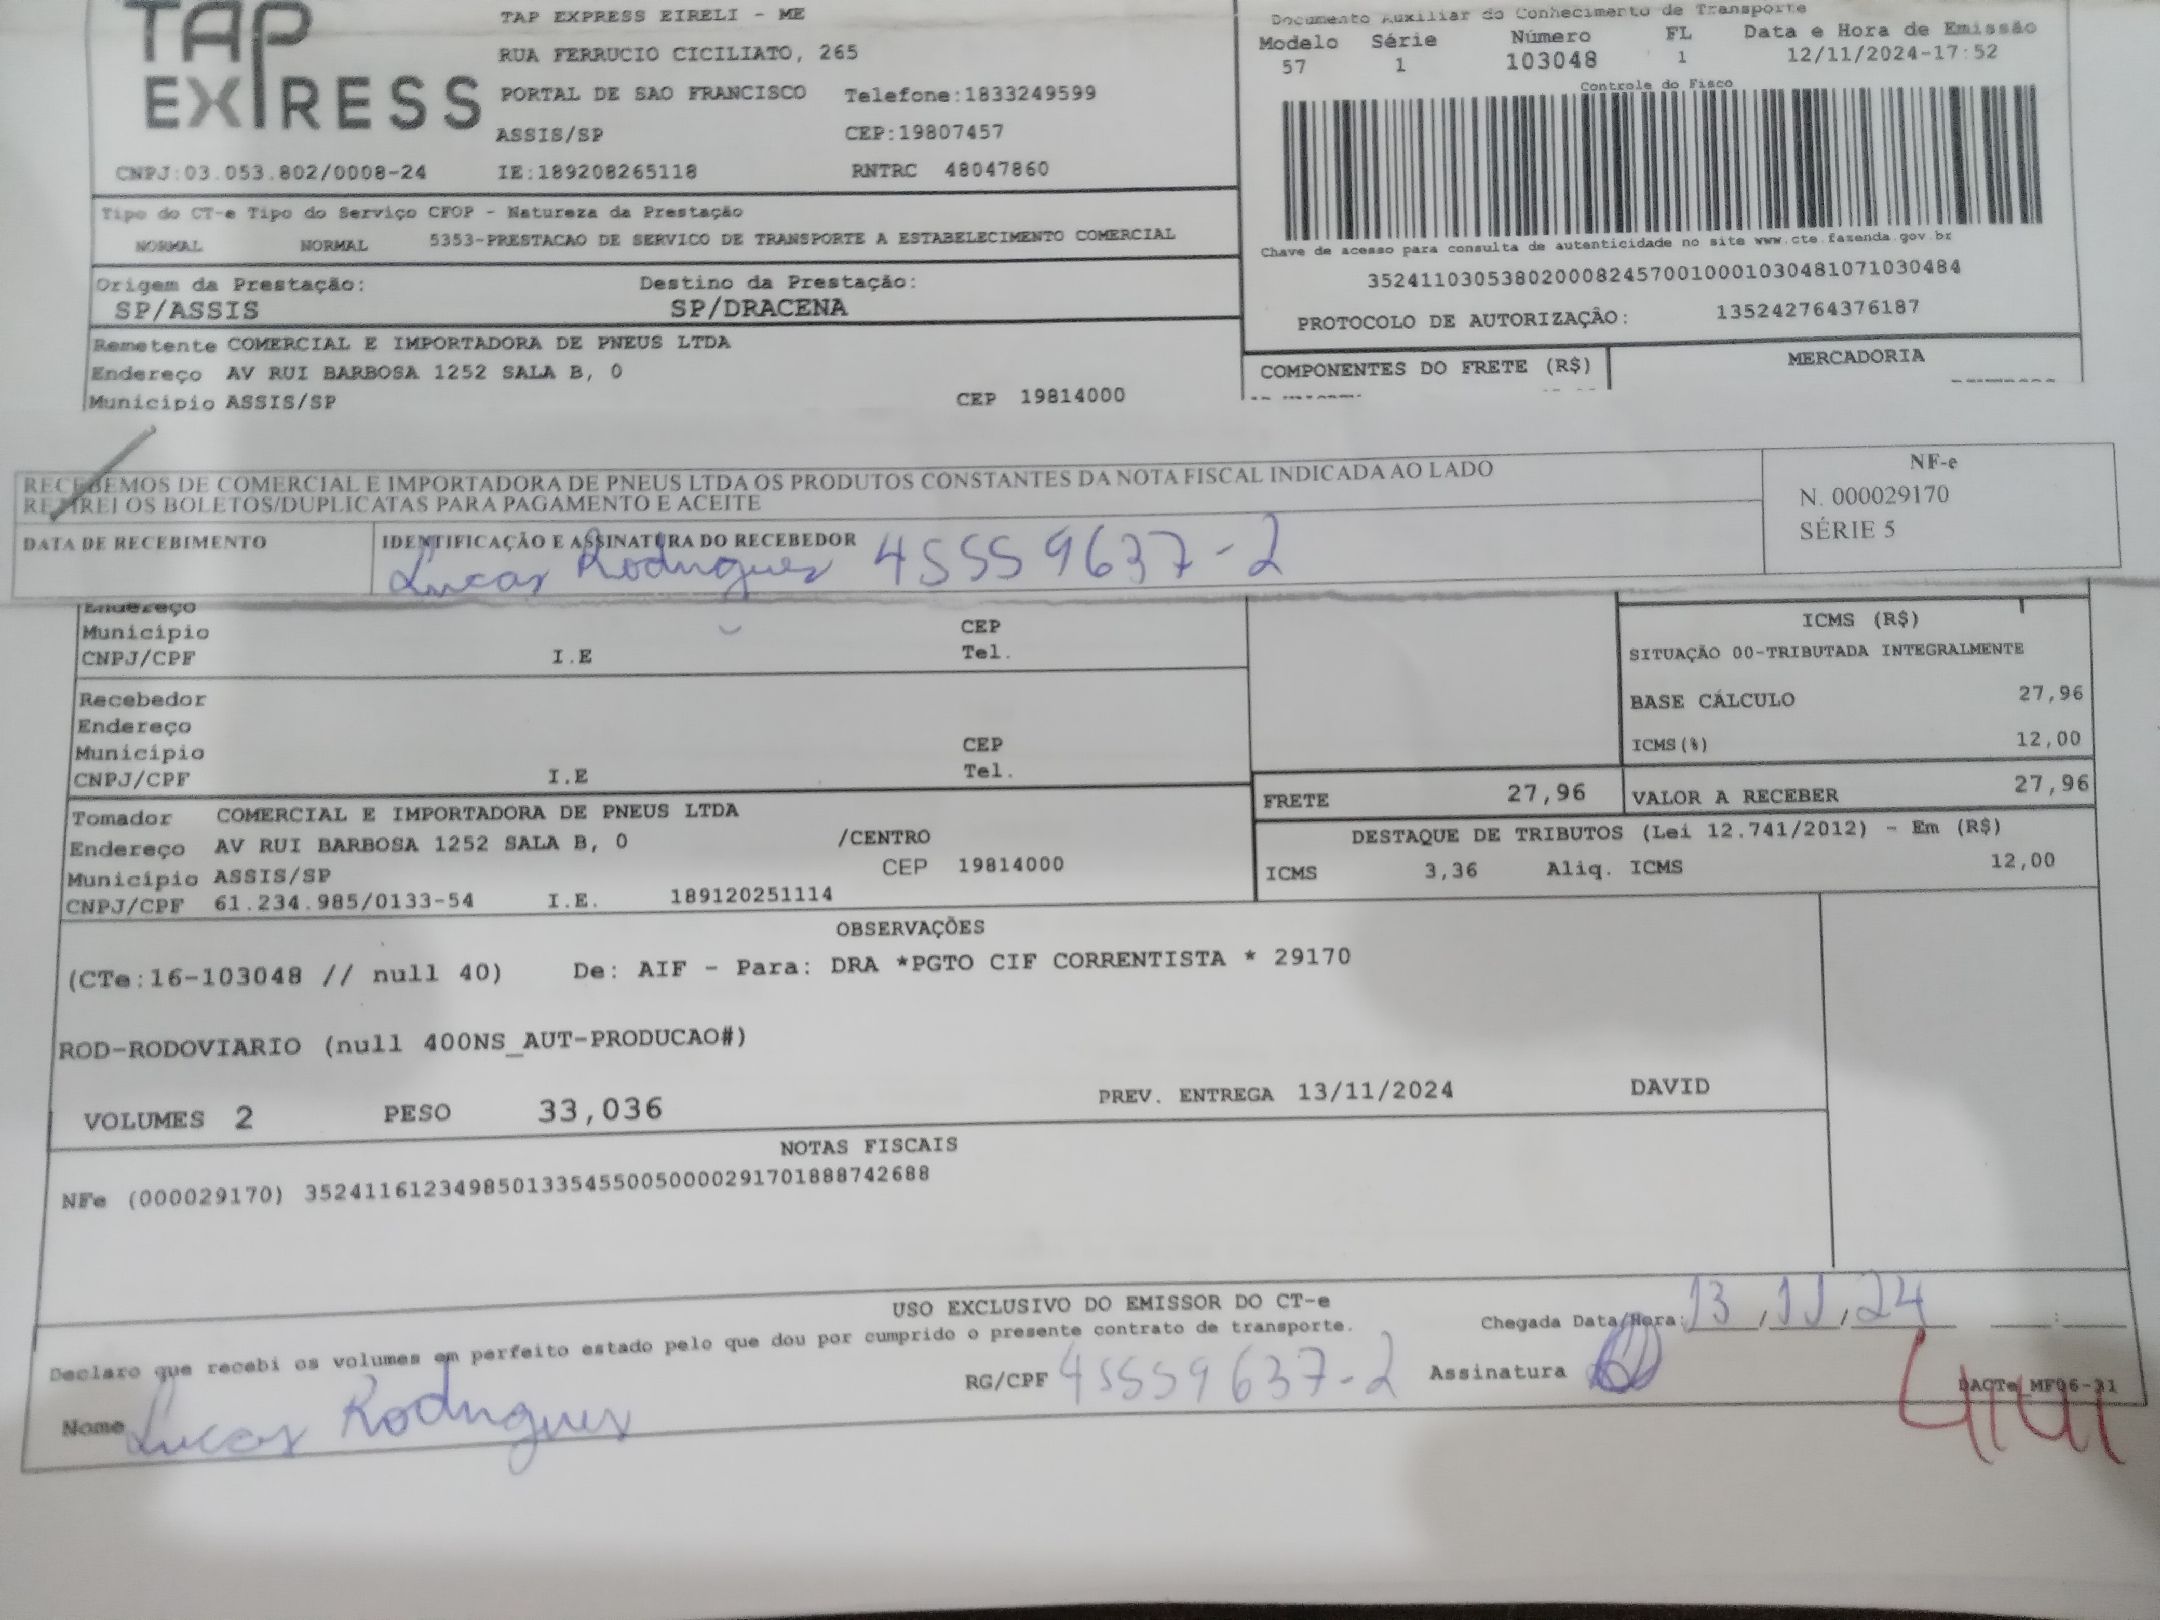 TAP EXPRESS
TAP EXPRESS EIRELI - ME
RUA FERRUCIO CICILIATO, 265
PORTAL DE SAO FRANCISCO Telefone:1833249599
ASSIS/SP CEP:19807457
CNPJ:03.053.802/0008-24 IE:189208265118 RNTRC 48047860
Documento Auxiliar do Conhecimento de Transporte
Modelo Série Número FL Data e Hora de Emissão
57 1 103048 1 12/11/2024-17:52
Controle do Fisco
Chave de acesso para consulta de autenticidade no site www.cte.fazenda.gov.br
35241103053802000824570010001030481071030484
PROTOCOLO DE AUTORIZAÇÃO: 135242764376187
Tipo do CT-e Tipo do Serviço CFOP - Natureza da Prestação
NORMAL NORMAL 5353-PRESTACAO DE SERVICO DE TRANSPORTE A ESTABELECIMENTO COMERCIAL
Origem da Prestação: Destino da Prestação:
SP/ASSIS SP/DRACENA
Remetente COMERCIAL E IMPORTADORA DE PNEUS LTDA
Endereço AV RUI BARBOSA 1252 SALA B, 0
Município ASSIS/SP CEP 19814000
COMPONENTES DO FRETE (R$) MERCADORIA
RECEBEMOS DE COMERCIAL E IMPORTADORA DE PNEUS LTDA OS PRODUTOS CONSTANTES DA NOTA FISCAL INDICADA AO LADO
RETIREI OS BOLETOS/DUPLICATAS PARA PAGAMENTO E ACEITE
DATA DE RECEBIMENTO IDENTIFICAÇÃO E ASSINATURA DO RECEBEDOR
Lucas Rodrigues 45559637-2
NF-e
N. 000029170
SÉRIE 5
Endereço
Município CEP
CNPJ/CPF I.E Tel.
Recebedor
Endereço
Município CEP
CNPJ/CPF I.E Tel.
ICMS (R$)
SITUAÇÃO 00-TRIBUTADA INTEGRALMENTE
BASE CÁLCULO 27,96
ICMS(%) 12,00
FRETE 27,96 VALOR A RECEBER 27,96
Tomador COMERCIAL E IMPORTADORA DE PNEUS LTDA
Endereço AV RUI BARBOSA 1252 SALA B, 0 /CENTRO
Município ASSIS/SP CEP 19814000
CNPJ/CPF 61.234.985/0133-54 I.E. 189120251114
DESTAQUE DE TRIBUTOS (Lei 12.741/2012) - Em (R$)
ICMS 3,36 Aliq. ICMS 12,00
OBSERVAÇÕES
(CTe:16-103048 // null 40) De: AIF - Para: DRA *PGTO CIF CORRENTISTA * 29170
ROD-RODOVIARIO (null 400NS_AUT-PRODUCAO#)
VOLUMES 2 PESO 33,036 PREV. ENTREGA 13/11/2024 DAVID
NOTAS FISCAIS
NFe (000029170) 35241161234985013354550050000291701888742688
USO EXCLUSIVO DO EMISSOR DO CT-e
Declaro que recebi os volumes em perfeito estado pelo que dou por cumprido o presente contrato de transporte.
Chegada Data/Hora: 13/11/24 :
Nome Lucas Rodrigues RG/CPF 45559637-2 Assinatura
DACTe_MF06-31